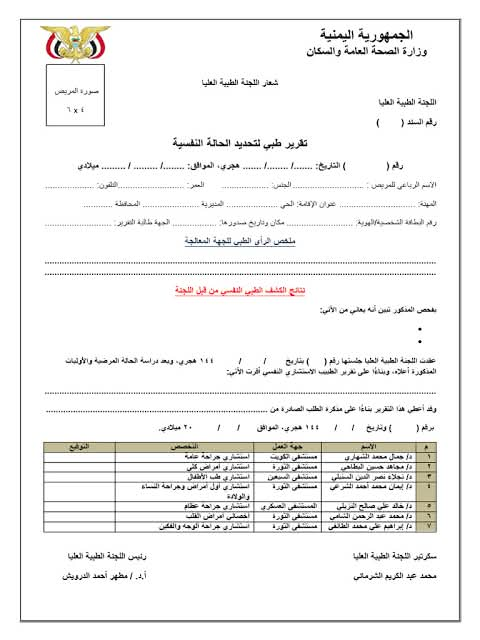 الجمهورية اليمنية
وزارة الصحة العامة والسكان
شعار اللجنة الطبية العليا
صورة المريض
٤ x ٦
اللجنة الطبية العليا
رقم السند ( )
تقرير طبي لتحديد الحالة النفسية
رقم ( ) التاريخ: ....../ ......./ ....... هجري، الموافق: ......./ ......... / ......... ميلادي
الاسم الرباعي للمريض : ........................ الجنس: ................ العمر: ....................... التلفون: .................
المهنة: .......................... عنوان الإقامة: الحي .................... المديرية .................... المحافظة ..........
رقم البطاقة الشخصية/الهوية: ...................... مكان وتاريخ صدورها: ............... الجهة طالبة التقرير: ......................
ملخص الرأي الطبي للجهة المعالجة
نتائج الكشف الطبي النفسي من قبل اللجنة
بفحص المذكور تبين أنه يعاني من الآتي:
•
•
عقدت اللجنة الطبية العليا جلستها رقم ( ) بتاريخ / / ١٤٤ هجري، وبعد دراسة الحالة المرضية والأوليات
المذكورة أعلاه، وبناءًا على تقرير الطبيب الاستشاري النفسي أقرت الآتي:
وقد أعطي هذا التقرير بناءًا على مذكرة الطلب الصادرة من ................................................
برقم ( ) وتاريخ / / ١٤٤ هجري، الموافق / / ٢٠ ميلادي.
م الاسم جهة العمل التخصص التوقيع
١ د/ جمال محمد الشهاري مستشفى الكويت استشاري جراحة عامة
٢ د/ مجاهد حسين البطاحي مستشفى الثورة استشاري أمراض كلى
٣ د/ نجلاء نصر الدين السنبلي مستشفى السبعين استشاري طب الأطفال
٤ د/ إيمان محمد احمد الشرعي مستشفى الثورة استشاري أول امراض وجراحة النساء والولادة
٥ د/ خالد علي صالح النزيلي المستشفى العسكري استشاري جراحة عظام
٦ د/ محمد عبد الرحمن الشامي مستشفى الثورة أخصائي أمراض القلب
٧ د/ إبراهيم علي محمد الطائفي مستشفى الثورة استشاري جراحة الوجه والفكين
سكرتير اللجنة الطبية العليا
رئيس اللجنة الطبية العليا
محمد عبد الكريم الشرماني
أ.د. / مطهر أحمد الدرويش